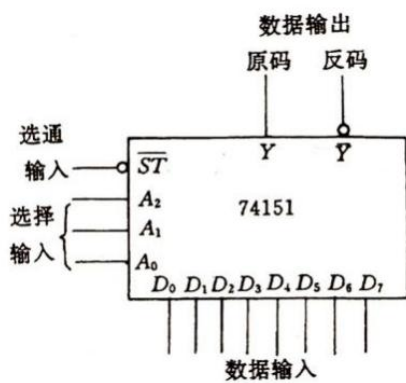 数据输出
原码 反码
选通
输入 ST Y Y
A2
选择 A1 74151
输入 A0
D0 D1 D2 D3 D4 D5 D6 D7
数据输入